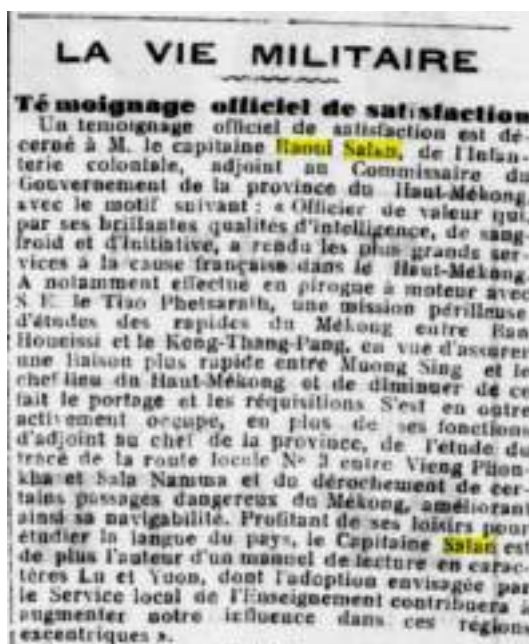 LA VIE MILITAIRE
Témoignage officiel de satisfaction
Un temoignage officiel de satisfaction est dé-
cerné à M. le capitaine Raoul Salan, de l'Infan-
terie coloniale, adjoint au Commissaire du
Gouvernement de la province du Haut-Mékong,
avec le motif suivant : « Officier de valeur qui
par ses brillantes qualités d'intelligence, de sang-
froid et d'Initiative, a rendu les plus grands ser-
vices à la cause française dans le Haut-Mékong.
A notamment effectué en pirogue à moteur avec
S. E. le Tiao Phetsarath, une mission périlleuse
d'études des rapides du Mékong entre Ban
Houeissi et le Keng-Thang-Pang, en vue d'assurer
une liaison plus rapide entre Muong Sing et le
chef lieu du Haut-Mékong et de diminuer de ce
fait le portage et les réquisitions S'est en outre
activement occupe, en plus de ses fonctions
d'adjoint au chef de la province, de l'etude du
tracé de la route locale N° 3 entre Vieng
kha et Sala Namma et du dérochement de cer-
tains passages dangereux du Mékong, améliorant
ainsi sa navigabilité. Profitant de ses loisirs pour
étudier la langue du pays, le Capitaine Salan est
de plus l'auteur d'un manuel de lecture en carac-
tères Lu et Yuon, dont l'adoption envisagée par
le Service local de l'Enseignement contribuera à
augmenter notre influence dans ces régions
excentriques ».